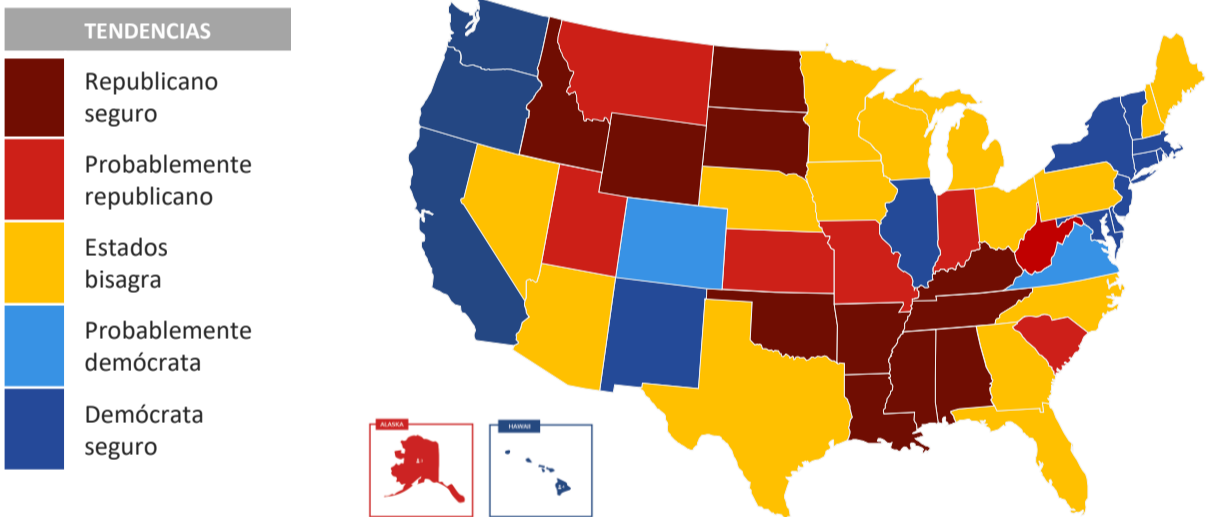 TENDENCIAS
Republicano
seguro
Probablemente
republicano
Estados
bisagra
Probablemente
demócrata
Demócrata
seguro
ALASKA
HAWAII